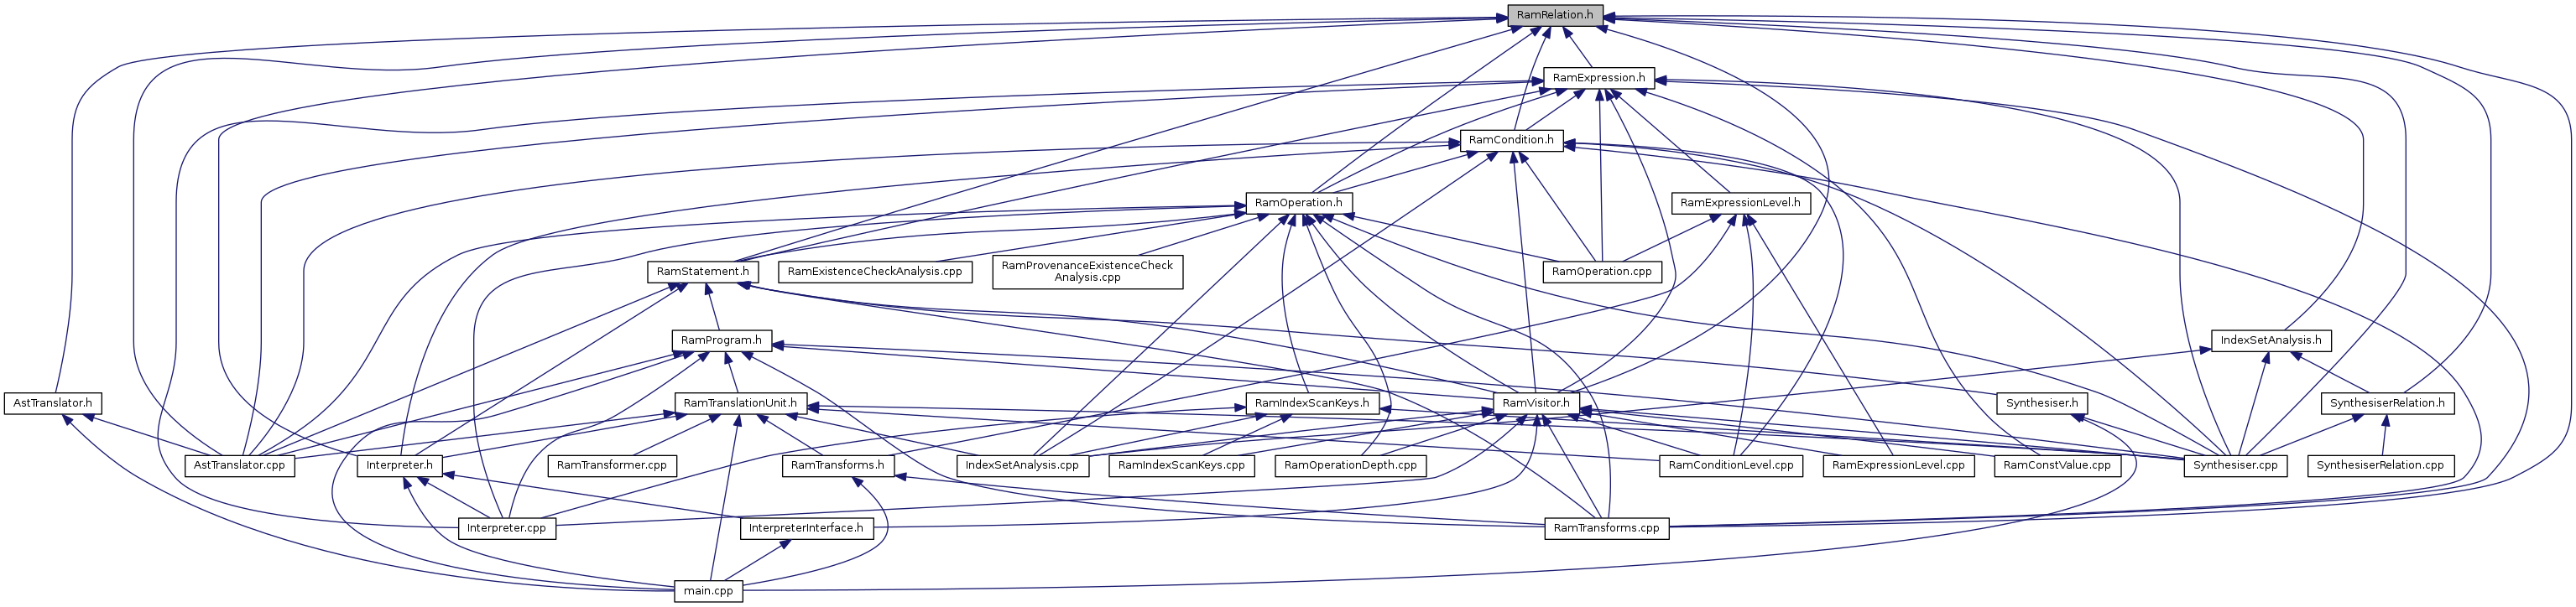 RamRelation.h
RamExpression.h
RamCondition.h
RamOperation.h
RamExpressionLevel.h
RamStatement.h
RamExistenceCheckAnalysis.cpp
RamProvenanceExistenceCheck
Analysis.cpp
RamOperation.cpp
RamProgram.h
IndexSetAnalysis.h
AstTranslator.h
RamTranslationUnit.h
RamIndexScanKeys.h
RamVisitor.h
Synthesiser.h
SynthesiserRelation.h
AstTranslator.cpp
Interpreter.h
RamTransformer.cpp
RamTransforms.h
IndexSetAnalysis.cpp
RamIndexScanKeys.cpp
RamOperationDepth.cpp
RamConditionLevel.cpp
RamExpressionLevel.cpp
RamConstValue.cpp
Synthesiser.cpp
SynthesiserRelation.cpp
Interpreter.cpp
InterpreterInterface.h
RamTransforms.cpp
main.cpp